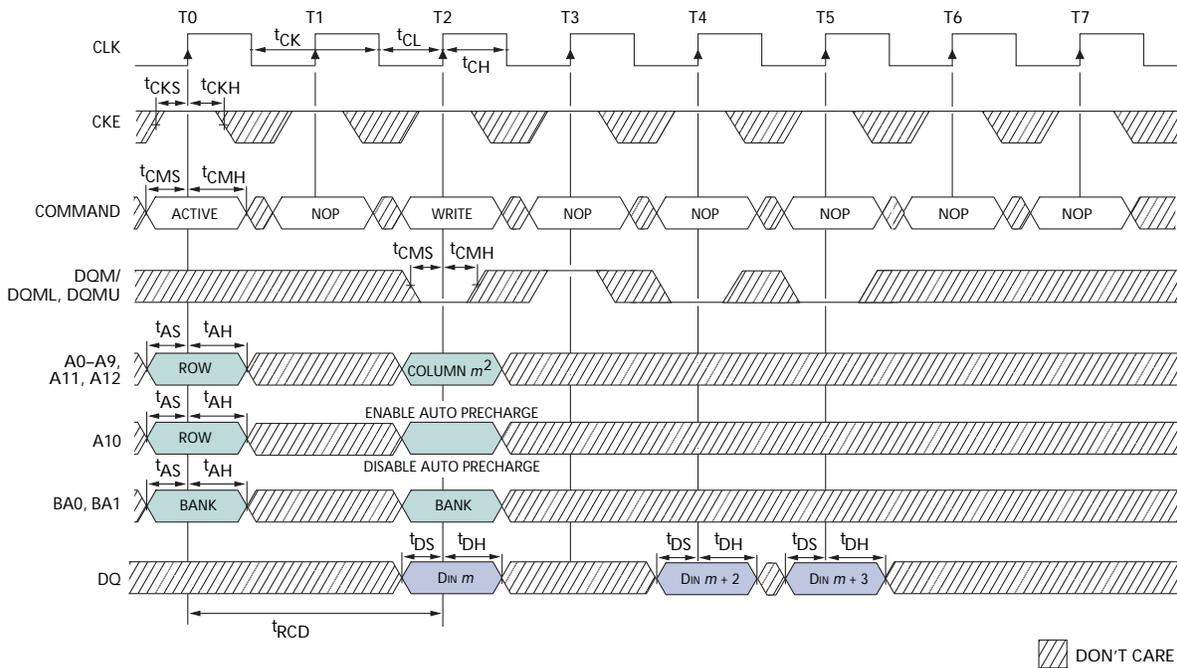 T0 T1 T2 T3 T4 T5 T6 T7
CLK
tCK tCL
tCH
tCKS tCKH
CKE
tCMS tCMH
COMMAND ACTIVE NOP WRITE NOP NOP NOP NOP NOP
tCMS tCMH
DQM/
DQML, DQMU
tAS tAH
A0–A9,
A11, A12
ROW COLUMN m2
tAS tAH
ENABLE AUTO PRECHARGE
A10 ROW
DISABLE AUTO PRECHARGE
tAS tAH
BA0, BA1 BANK BANK
tDS tDH tDS tDH tDS tDH
DQ DIN m DIN m + 2 DIN m + 3
tRCD
DON'T CARE